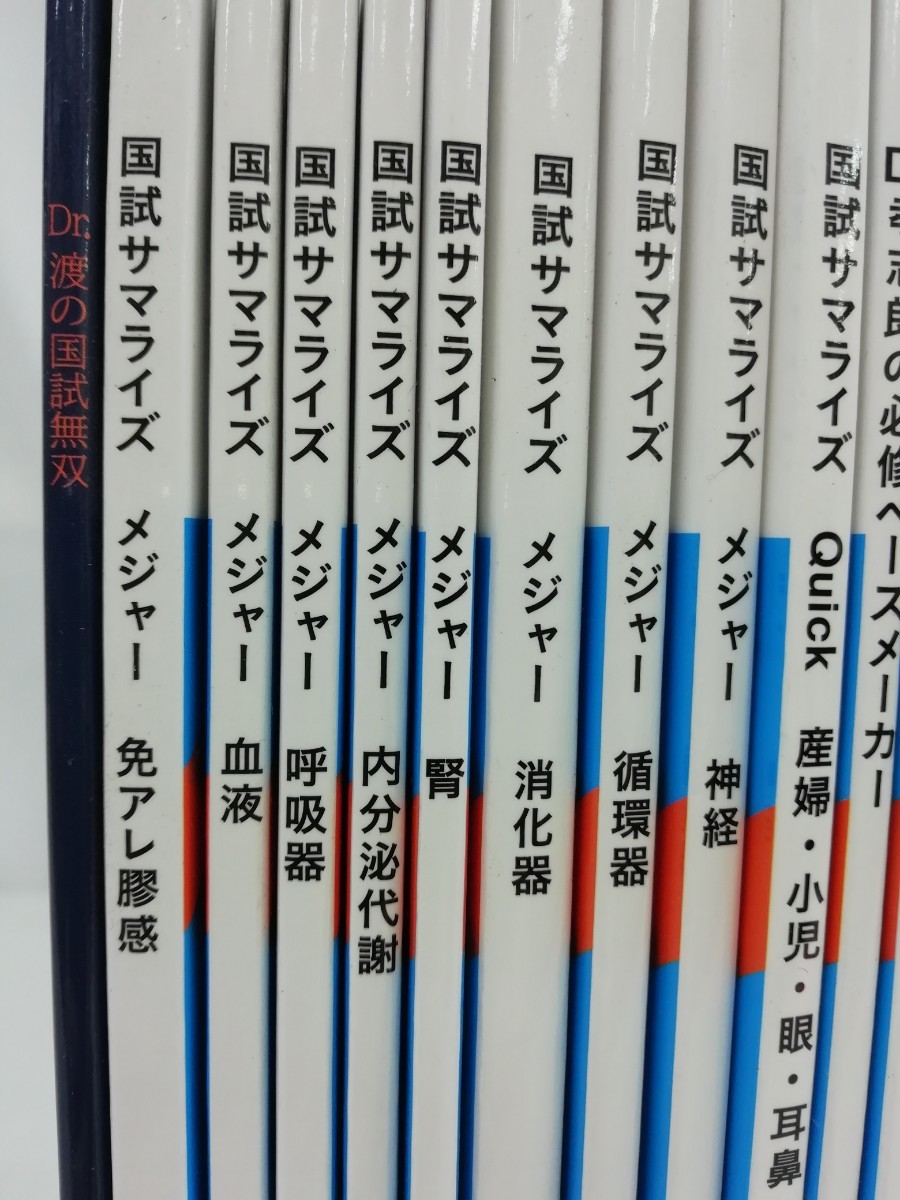 Dr. 渡の国試無双
国試サマライズ メジャー 免アレ膠感
国試サマライズ メジャー 血液
国試サマライズ メジャー 呼吸器
国試サマライズ メジャー 内分泌代謝
国試サマライズ メジャー 腎
国試サマライズ メジャー 消化器
国試サマライズ メジャー 循環器
国試サマライズ メジャー 神経
国試サマライズ Quick 産婦・小児・眼・耳鼻
孝志良の必修ペースメーカー